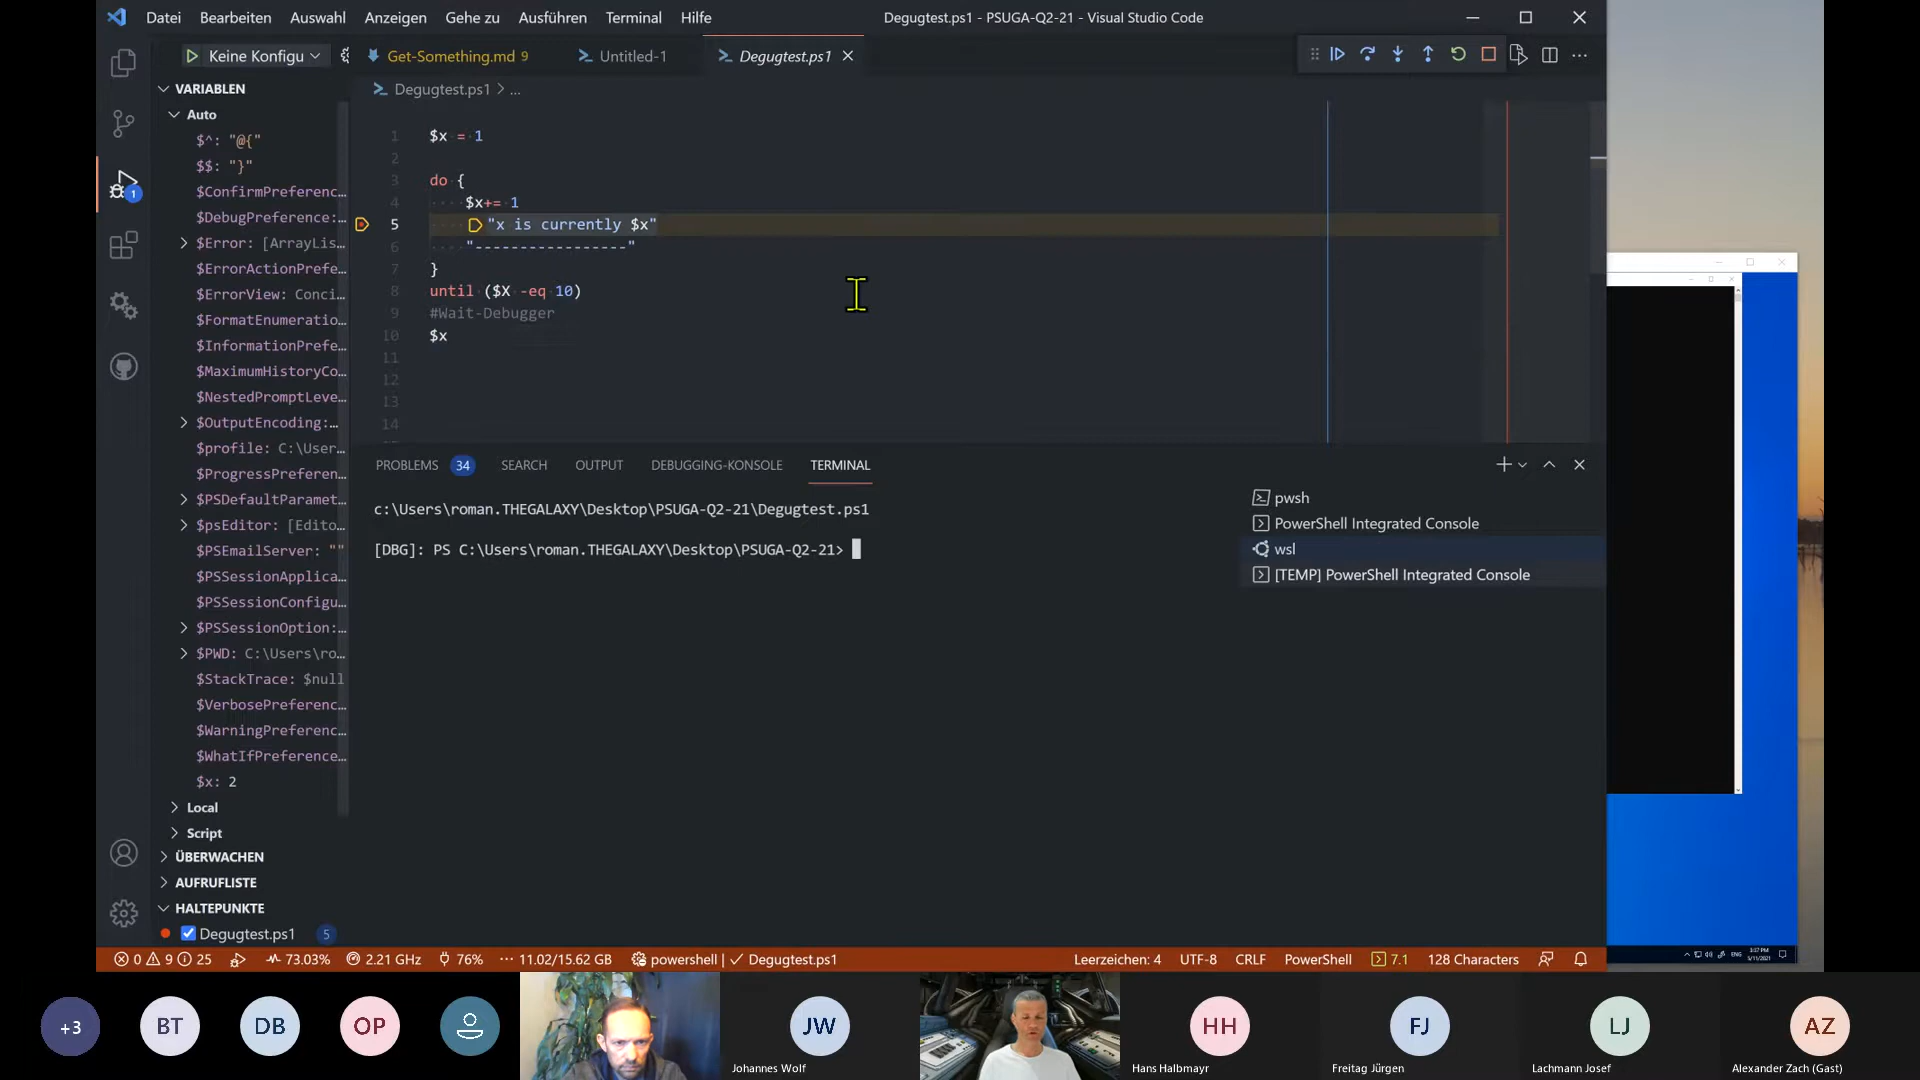 Datei Bearbeiten Auswahl Anzeigen Gehe zu Ausführen Terminal Hilfe
Degugtest.ps1 - PSUGA-Q2-21 - Visual Studio Code
Keine Konfigu
Get-Something.md 9
Untitled-1
Degugtest.ps1
VARIABLEN
Auto
$^: "@{"
$$: "}"
$ConfirmPreferenc…
$DebugPreference:…
$Error: [ArrayLis…
$ErrorActionPrefe…
$ErrorView: Conci…
$FormatEnumeratio…
$InformationPrefe…
$MaximumHistoryCo…
$NestedPromptLeve…
$OutputEncoding:…
$profile: C:\User…
$ProgressPreferen…
$PSDefaultParamet…
$psEditor: [Edito…
$PSEmailServer: ""
$PSSessionApplica…
$PSSessionConfigu…
$PSSessionOption:…
$PWD: C:\Users\ro…
$StackTrace: $null
$VerbosePreferenc…
$WarningPreferenc…
$WhatIfPreference…
$x: 2
Local
Script
ÜBERWACHEN
AUFRUFLISTE
HALTEPUNKTE
Degugtest.ps1 5
1
Degugtest.ps1 > ...
1 $x = 1
2
3 do {
4 $x+= 1
5 "x is currently $x"
6 "-----------------"
7 }
8 until ($X -eq 10)
9 #Wait-Debugger
10 $x
11
12
13
14
PROBLEMS 34 SEARCH OUTPUT DEBUGGING-KONSOLE TERMINAL
c:\Users\roman.THEGALAXY\Desktop\PSUGA-Q2-21\Degugtest.ps1
[DBG]: PS C:\Users\roman.THEGALAXY\Desktop\PSUGA-Q2-21>
pwsh
PowerShell Integrated Console
wsl
[TEMP] PowerShell Integrated Console
0 9 25 73.03% 2.21 GHz 76% 11.02/15.62 GB powershell | ✓ Degugtest.ps1
Leerzeichen: 4 UTF-8 CRLF PowerShell 7.1 128 Characters
ENG
3:37 PM
5/11/2021
+3
BT
DB
OP
JW
Johannes Wolf
HH
Hans Halbmayr
FJ
Freitag Jürgen
LJ
Lachmann Josef
AZ
Alexander Zach (Gast)